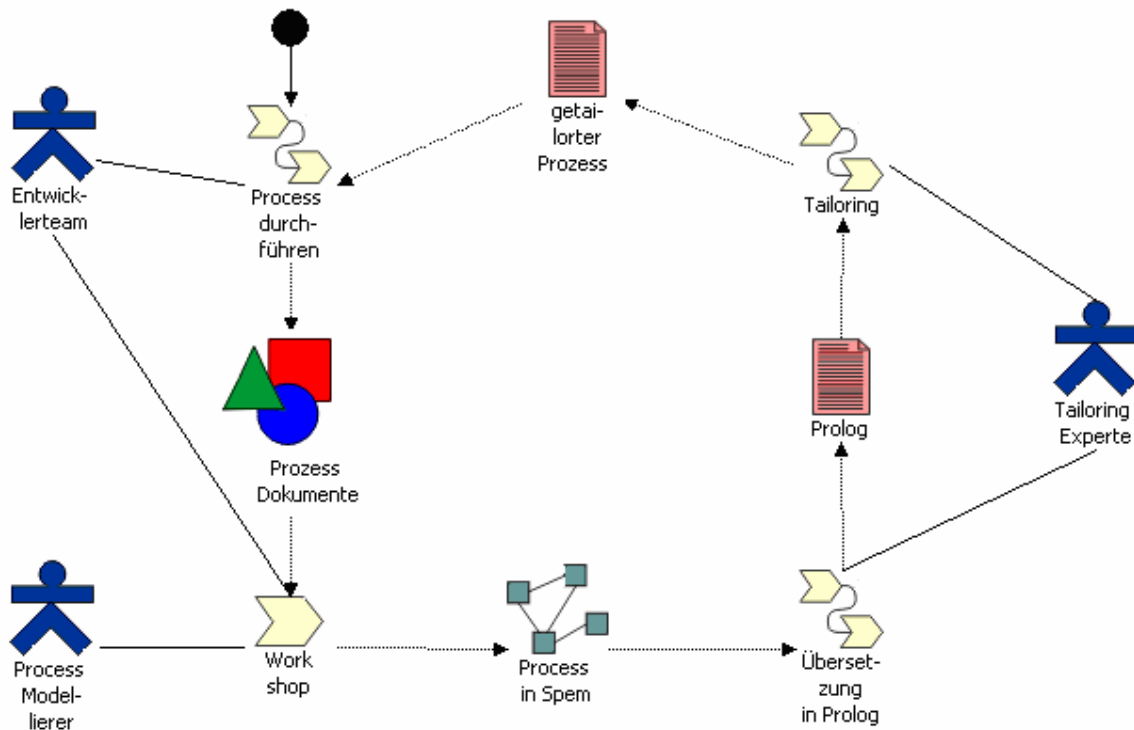 getai-
lorter
Prozess
Entwick-
lerteam
Process
durch-
führen
Tailoring
Prolog
Tailoring
Experte
Prozess
Dokumente
Process
Model-
lierer
Work
shop
Process
in Spem
Überset-
zung
in Prolog